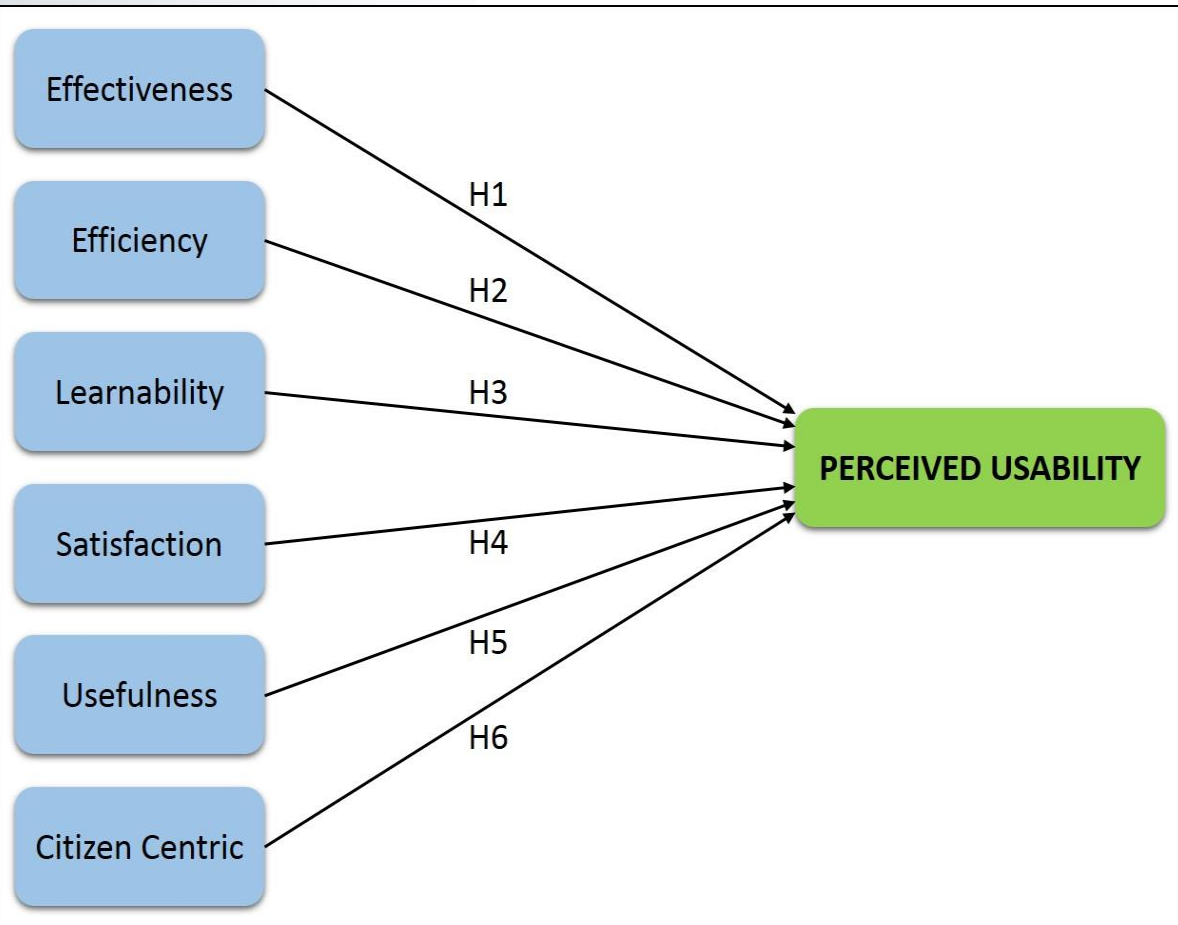 Effectiveness
H1
Efficiency
H2
Learnability
H3
PERCEIVED USABILITY
Satisfaction
H4
Usefulness
H5
H6
Citizen Centric